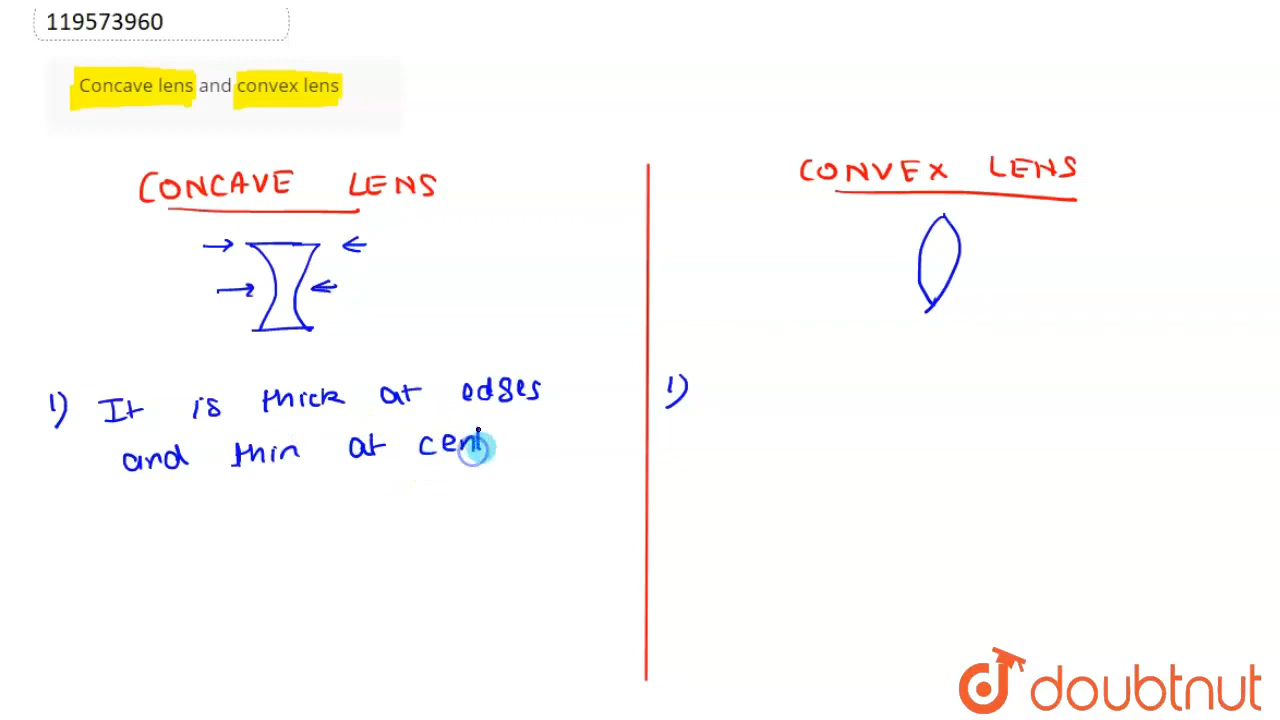 119573960
Concave lens and convex lens
CONCAVE LENS
CONVEX LENS
1) It is thick at edges
and thin at cent
1)
doubtnut